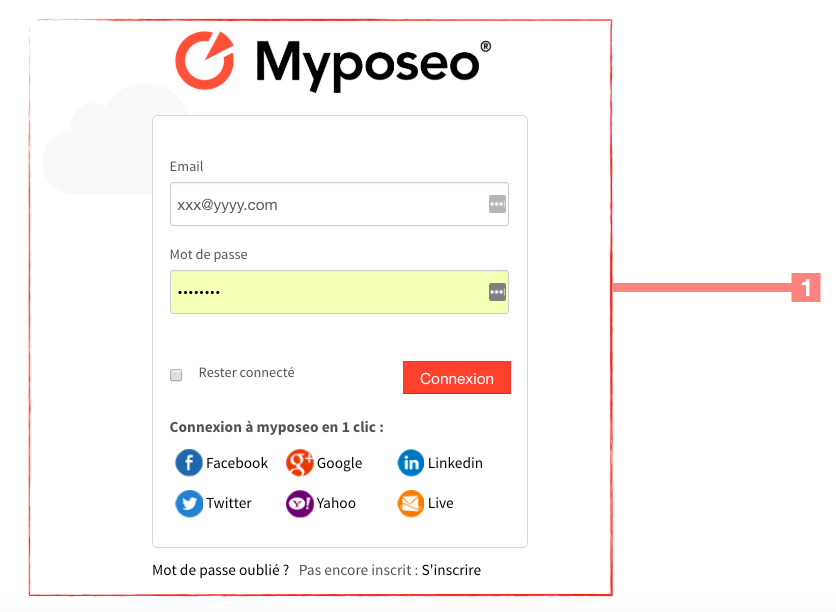 Myposeo®
Email
xxx@yyyy.com
Mot de passe
••••••••
Rester connecté
Connexion
1
Connexion à myposeo en 1 clic :
Facebook Google Linkedin
Twitter Yahoo Live
Mot de passe oublié ? Pas encore inscrit : S'inscrire